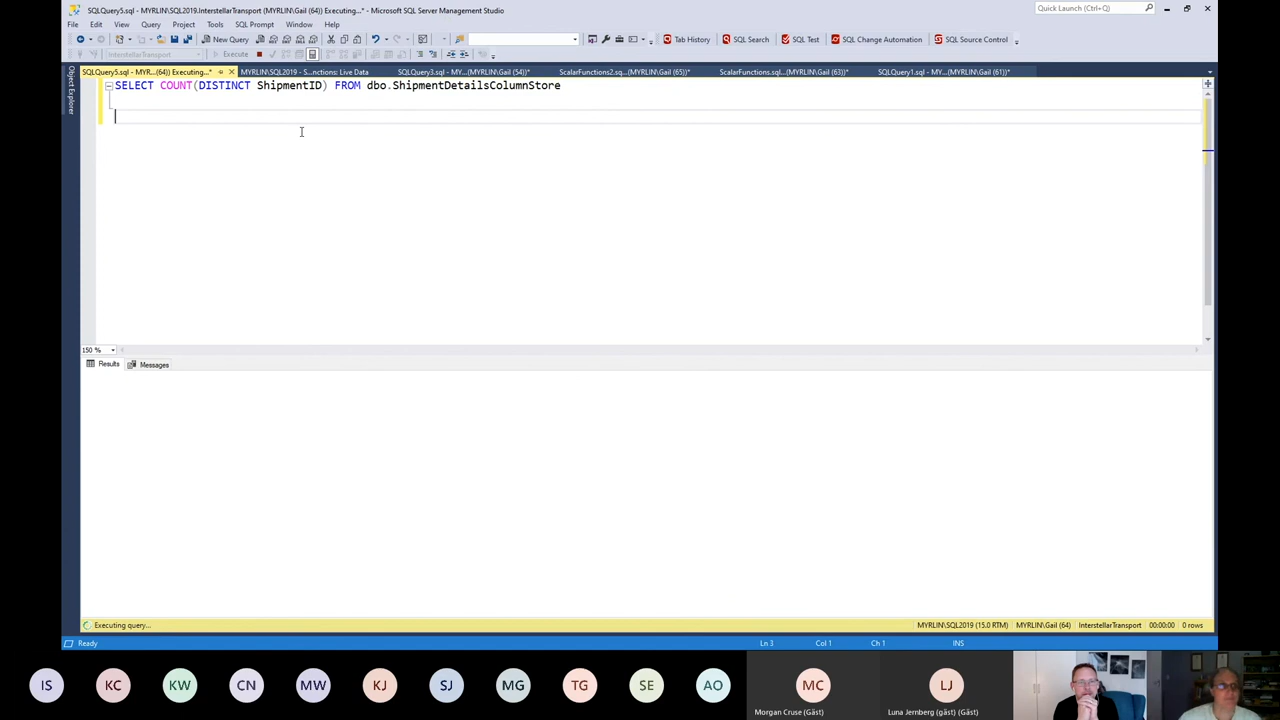 SQLQuery5.sql - MYRLIN\SQL2019.InterstellarTransport (MYRLIN\Gail (64)) Executing...* - Microsoft SQL Server Management Studio
Quick Launch (Ctrl+Q)
File Edit View Query Project Tools SQL Prompt Window Help
New Query Tab History SQL Search SQL Test SQL Change Automation SQL Source Control
InterstellarTransport Execute
SQLQuery5.sql - MYR...(64)) Executing...* MYRLIN\SQL2019 - S...nctions: Live Data SQLQuery3.sql - MY...(MYRLIN\Gail (54))* ScalarFunctions2.sq...(MYRLIN\Gail (65))* ScalarFunctions.sql...(MYRLIN\Gail (63))* SQLQuery1.sql - MY...(MYRLIN\Gail (61))*
Object Explorer
SELECT COUNT(DISTINCT ShipmentID) FROM dbo.ShipmentDetailsColumnStore
150 %
Results Messages
Executing query... MYRLIN\SQL2019 (15.0 RTM) MYRLIN\Gail (64) InterstellarTransport 00:00:00 0 rows
Ready Ln 3 Col 1 Ch 1 INS
IS KC KW CN MW KJ SJ MG TG SE AO MC LJ
Morgan Cruse (Gäst) Luna Jernberg (gäst) (Gäst)